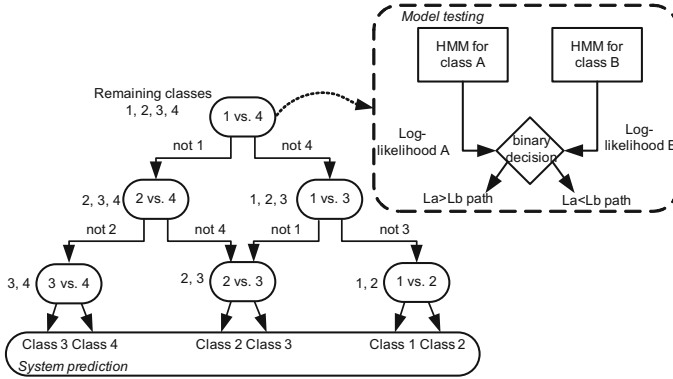 Model testing
HMM for
class A
HMM for
class B
Remaining classes
1, 2, 3, 4
1 vs. 4
Log-
likelihood A
binary
decision
Log-
likelihood B
La>Lb path
La<Lb path
not 1
not 4
2, 3, 4
2 vs. 4
1, 2, 3
1 vs. 3
not 2
not 4
not 1
not 3
3, 4
3 vs. 4
2, 3
2 vs. 3
1, 2
1 vs. 2
Class 3 Class 4
Class 2 Class 3
Class 1 Class 2
System prediction